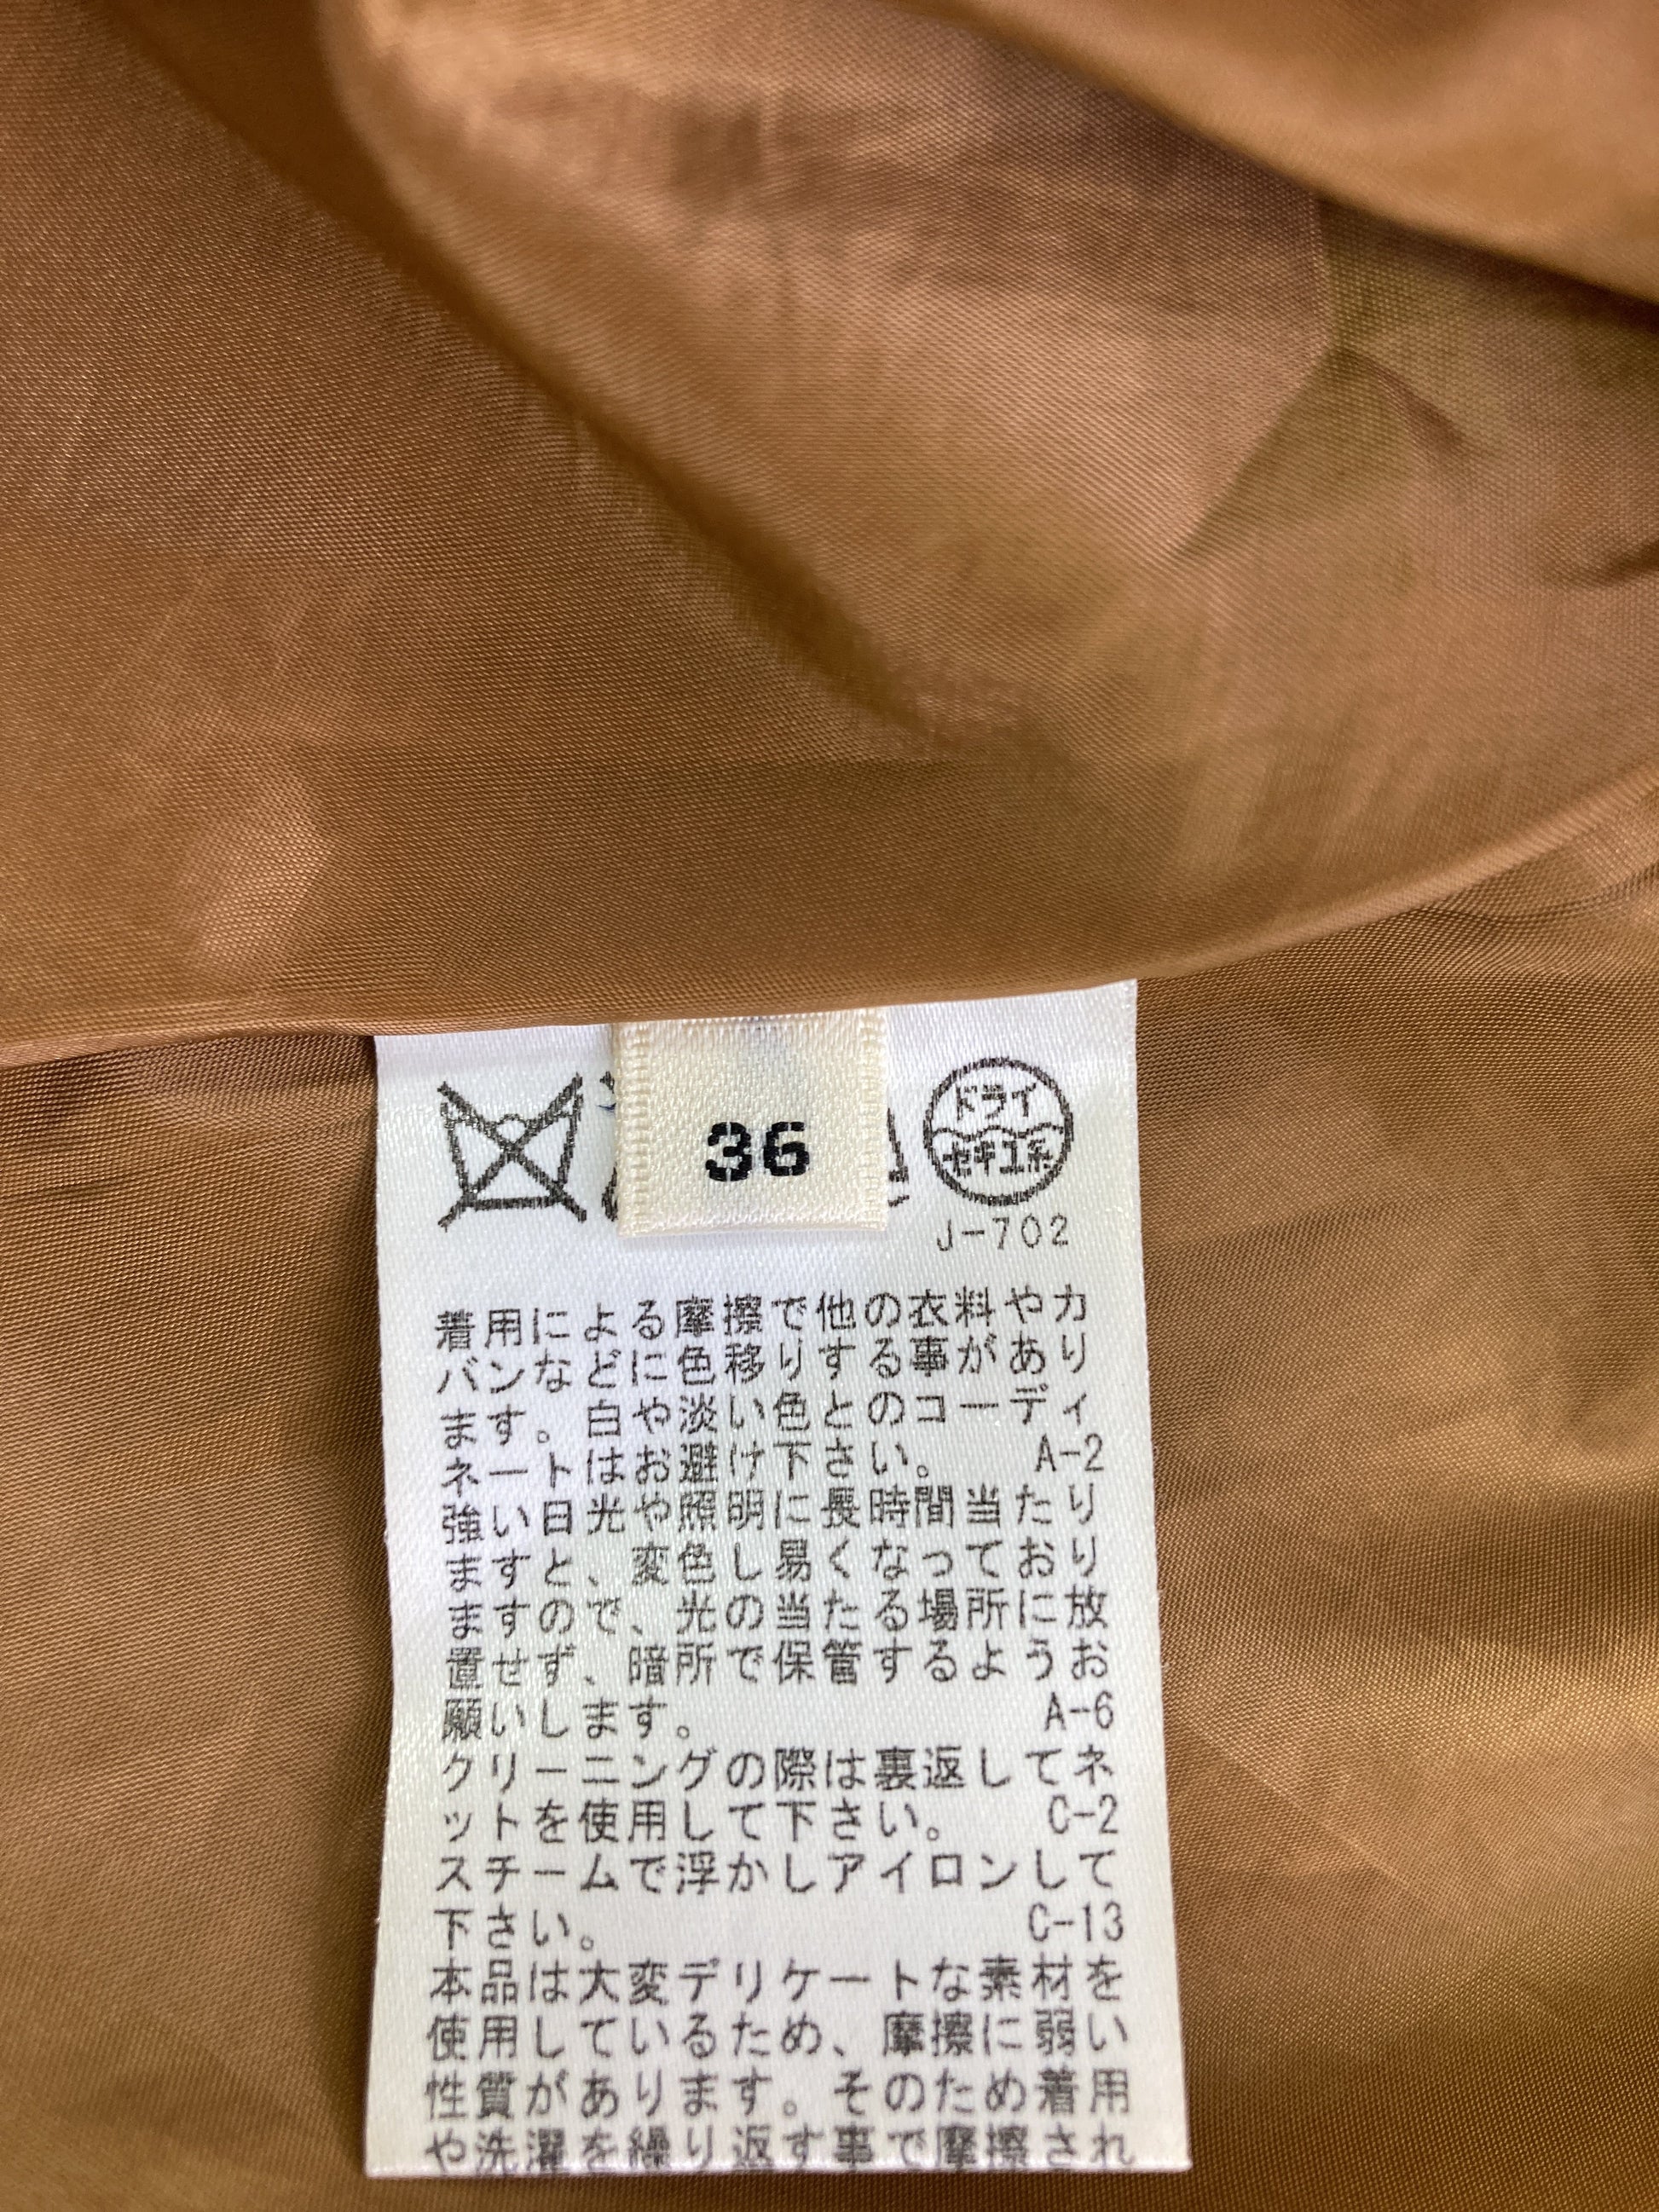 36
ドライ
セキユ系
J-702
着用による摩擦で他の衣料やカ
バンなどに色移りする事があり
ます。白や淡い色とのコーディ
ネートはお避け下さい。 A-2
強い日光や照明に長時間当たり
ますと、変色し易くなっており
ますので、光の当たる場所に放
置せず、暗所で保管するようお
願いします。 A-6
クリーニングの際は裏返してネ
ットを使用して下さい。 C-2
スチームで浮かしアイロンして
下さい。 C-13
本品は大変デリケートな素材を
使用しているため、摩擦に弱い
性質があります。そのため着用
や洗濯を繰り返す事で摩擦され